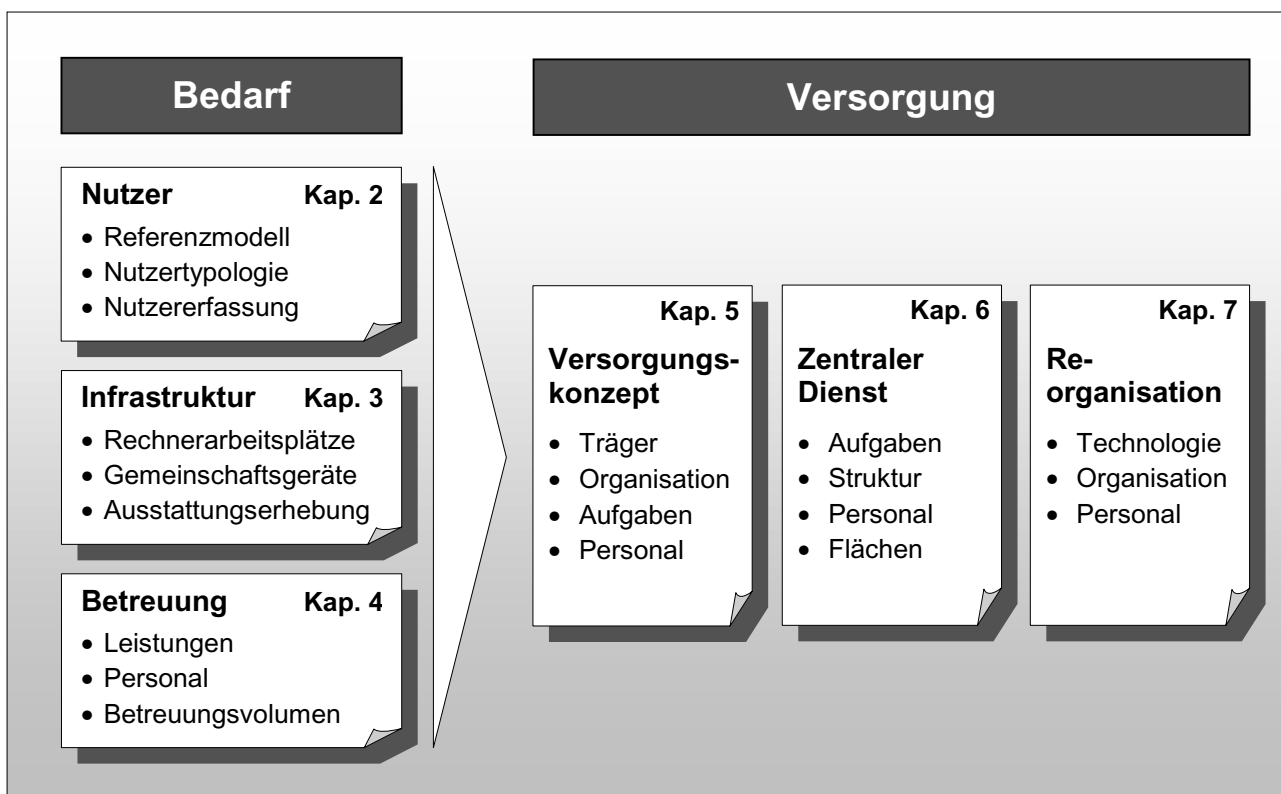 Bedarf
Nutzer Kap. 2
• Referenzmodell
• Nutzertypologie
• Nutzererfassung
Infrastruktur Kap. 3
• Rechnerarbeitsplätze
• Gemeinschaftsgeräte
• Ausstattungserhebung
Betreuung Kap. 4
• Leistungen
• Personal
• Betreuungsvolumen
Versorgung
Kap. 5
Versorgungs-
konzept
• Träger
• Organisation
• Aufgaben
• Personal
Kap. 6
Zentraler
Dienst
• Aufgaben
• Struktur
• Personal
• Flächen
Kap. 7
Re-
organisation
• Technologie
• Organisation
• Personal